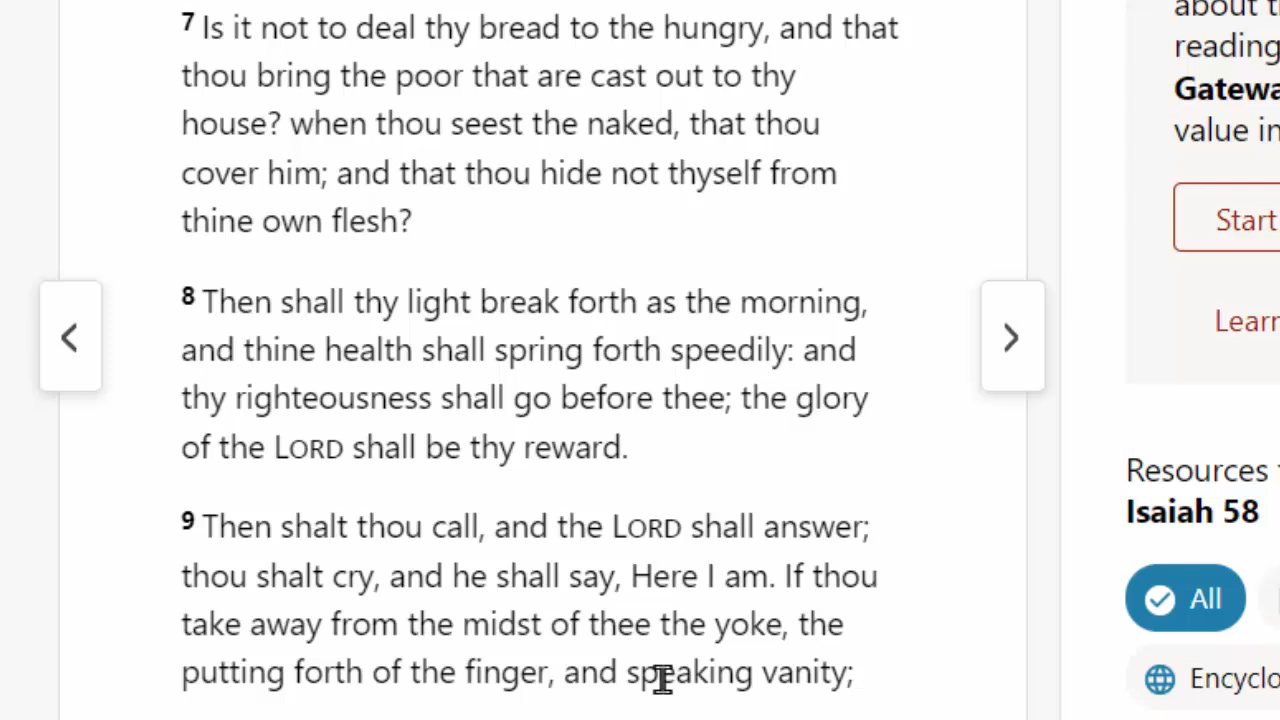 7 Is it not to deal thy bread to the hungry, and that
thou bring the poor that are cast out to thy
house? when thou seest the naked, that thou
cover him; and that thou hide not thyself from
thine own flesh?
8 Then shall thy light break forth as the morning,
and thine health shall spring forth speedily: and
thy righteousness shall go before thee; the glory
of the LORD shall be thy reward.
9 Then shalt thou call, and the LORD shall answer;
thou shalt cry, and he shall say, Here I am. If thou
take away from the midst of thee the yoke, the
putting forth of the finger, and speaking vanity;
about
reading
Gatewa
value in
Start
Learn
Resources
Isaiah 58
All
Encyclo